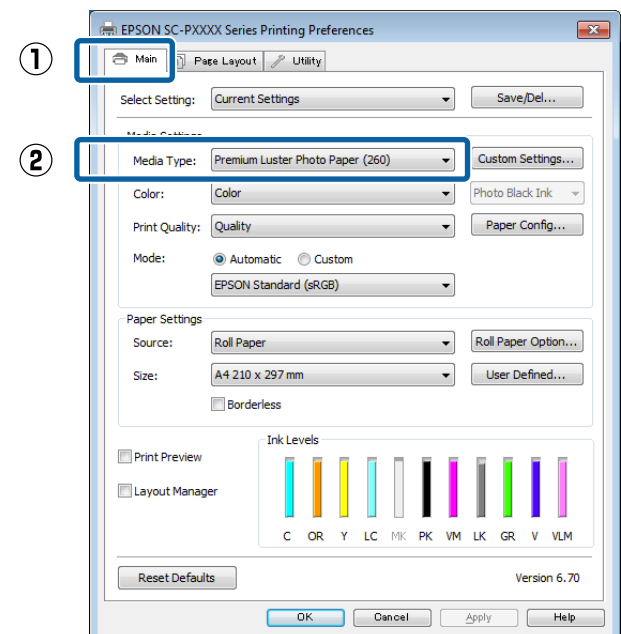 EPSON SC-PXXXX Series Printing Preferences
①
Main Page Layout Utility
Select Setting: Current Settings Save/Del...
Media Settings
②
Media Type: Premium Luster Photo Paper (260) Custom Settings...
Color: Color Photo Black Ink
Print Quality: Quality Paper Config...
Mode: Automatic Custom
EPSON Standard (sRGB)
Paper Settings
Source: Roll Paper Roll Paper Option...
Size: A4 210 x 297 mm User Defined...
Borderless
Ink Levels
Print Preview
Layout Manager
C OR Y LC MK PK VM LK GR V VLM
Reset Defaults Version 6.70
OK Cancel Apply Help